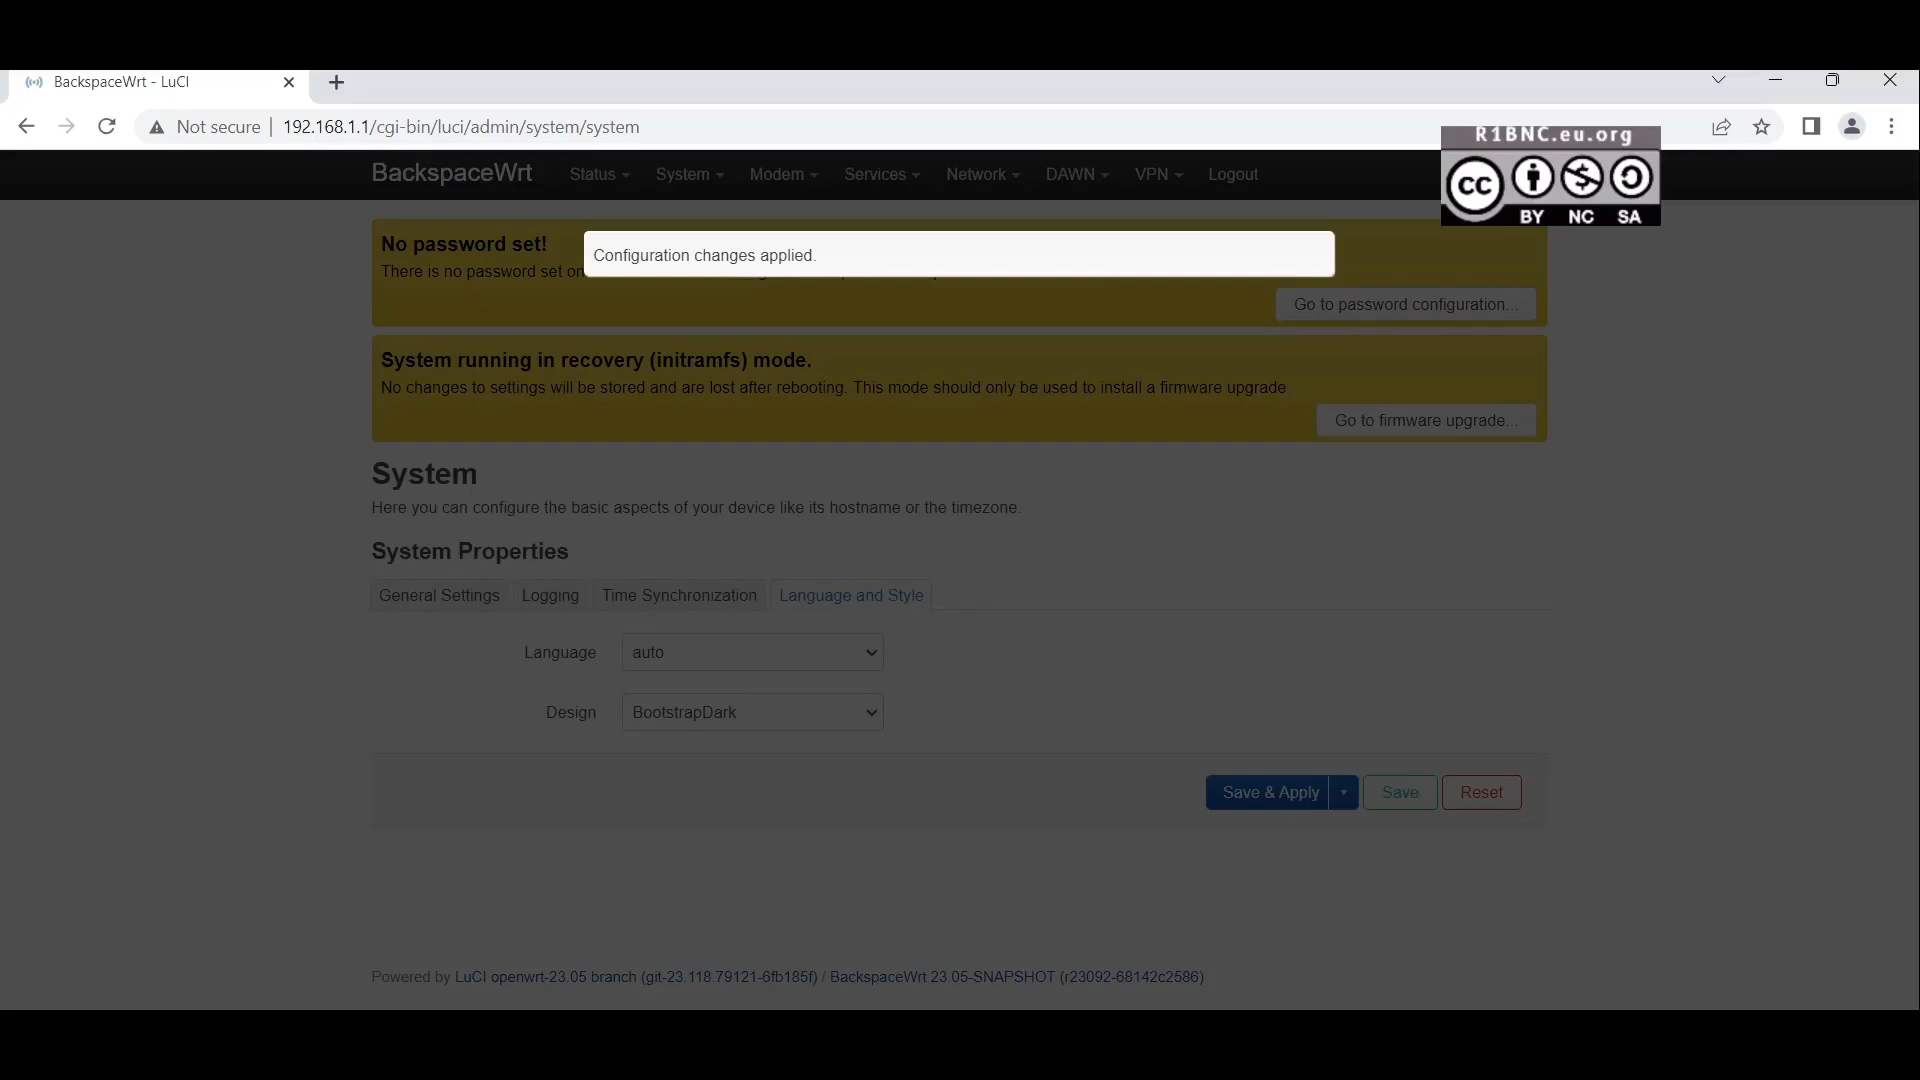 BackspaceWrt - LuCI
Not secure 192.168.1.1/cgi-bin/luci/admin/system/system
R1BNC.eu.org
cc
BY NC SA
BackspaceWrt Status System Modem Services Network DAWN VPN Logout
No password set!
Configuration changes applied.
There is no password set on
Go to password configuration...
System running in recovery (initramfs) mode.
No changes to settings will be stored and are lost after rebooting. This mode should only be used to install a firmware upgrade
Go to firmware upgrade...
System
Here you can configure the basic aspects of your device like its hostname or the timezone.
System Properties
General Settings Logging Time Synchronization Language and Style
Language auto
Design BootstrapDark
Save & Apply Save Reset
Powered by LuCI openwrt-23.05 branch (git-23.118.79121-6fb185f) / BackspaceWrt 23.05-SNAPSHOT (r23092-68142c2586)